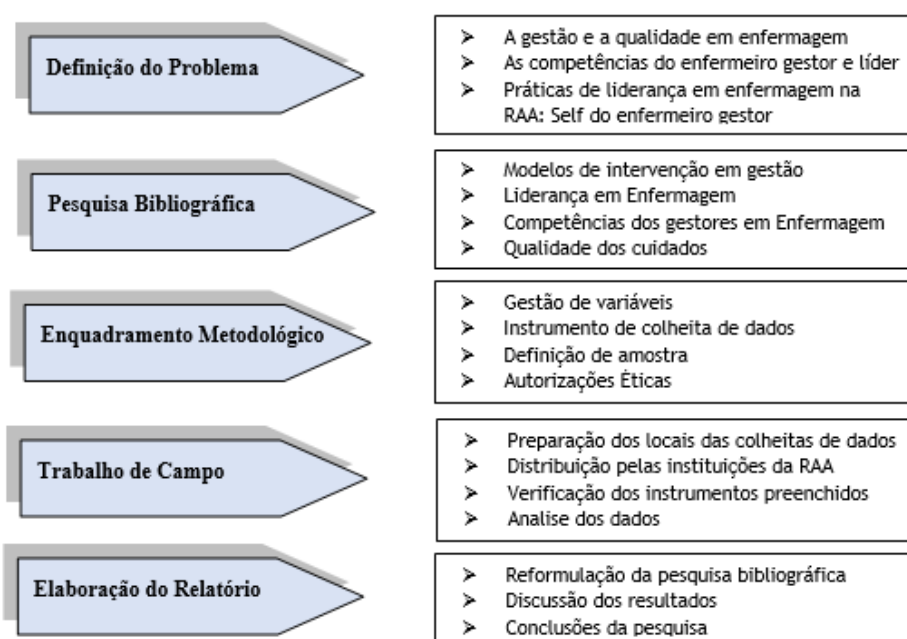 Definição do Problema
➢ A gestão e a qualidade em enfermagem
➢ As competências do enfermeiro gestor e líder
➢ Práticas de liderança em enfermagem na
RAA: Self do enfermeiro gestor
Pesquisa Bibliográfica
➢ Modelos de intervenção em gestão
➢ Liderança em Enfermagem
➢ Competências dos gestores em Enfermagem
➢ Qualidade dos cuidados
Enquadramento Metodológico
➢ Gestão de variáveis
➢ Instrumento de colheita de dados
➢ Definição de amostra
➢ Autorizações Éticas
Trabalho de Campo
➢ Preparação dos locais das colheitas de dados
➢ Distribuição pelas instituições da RAA
➢ Verificação dos instrumentos preenchidos
➢ Analise dos dados
Elaboração do Relatório
➢ Reformulação da pesquisa bibliográfica
➢ Discussão dos resultados
➢ Conclusões da pesquisa